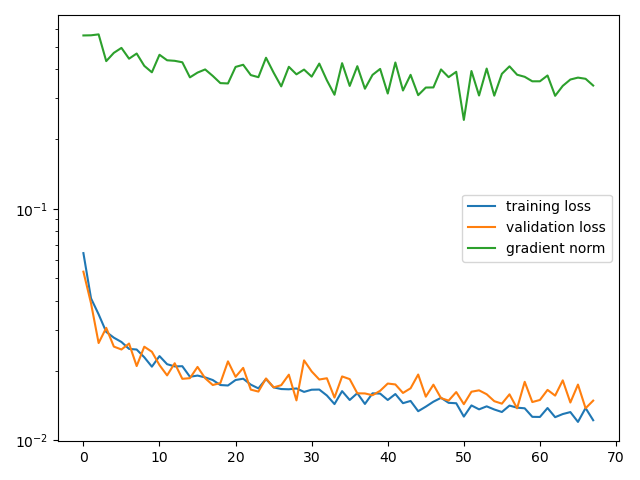 10⁻¹
training loss
validation loss
gradient norm
10⁻²
0 10 20 30 40 50 60 70